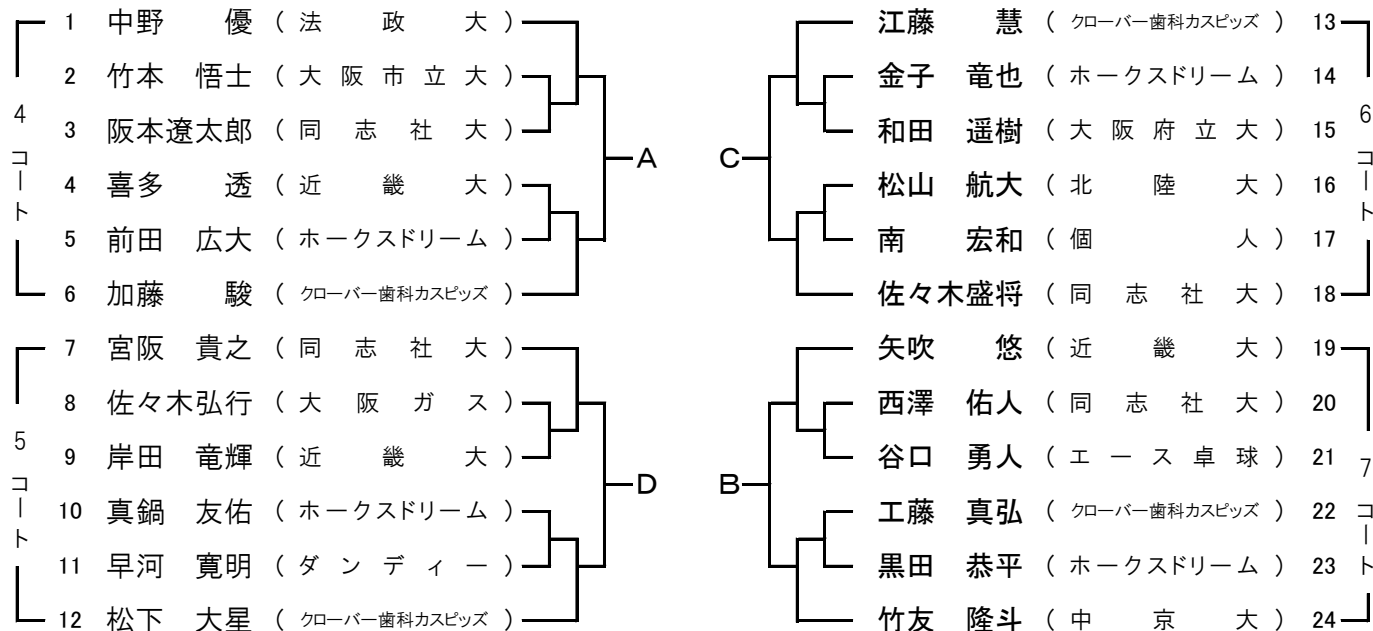 1 中野 優 ( 法 政 大 )
2 竹本 悟士 ( 大 阪 市 立 大 )
3 阪本遼太郎 ( 同 志 社 大 )
4 喜多 透 ( 近 畿 大 )
5 前田 広大 ( ホークスドリーム )
6 加藤 駿 ( クローバー歯科カスピッズ )
4コート
A
7 宮阪 貴之 ( 同 志 社 大 )
8 佐々木弘行 ( 大 阪 ガ ス )
9 岸田 竜輝 ( 近 畿 大 )
10 真鍋 友佑 ( ホークスドリーム )
11 早河 寛明 ( ダ ン ディ ー )
12 松下 大星 ( クローバー歯科カスピッズ )
5コート
D
江藤 慧 ( クローバー歯科カスピッズ ) 13
金子 竜也 ( ホークスドリーム ) 14
和田 遥樹 ( 大 阪 府 立 大 ) 15
松山 航大 ( 北 陸 大 ) 16
南 宏和 ( 個 人 ) 17
佐々木盛将 ( 同 志 社 大 ) 18
6コート
C
矢吹 悠 ( 近 畿 大 ) 19
西澤 佑人 ( 同 志 社 大 ) 20
谷口 勇人 ( エ ー ス 卓 球 ) 21
工藤 真弘 ( クローバー歯科カスピッズ ) 22
黒田 恭平 ( ホークスドリーム ) 23
竹友 隆斗 ( 中 京 大 ) 24
7コート
B